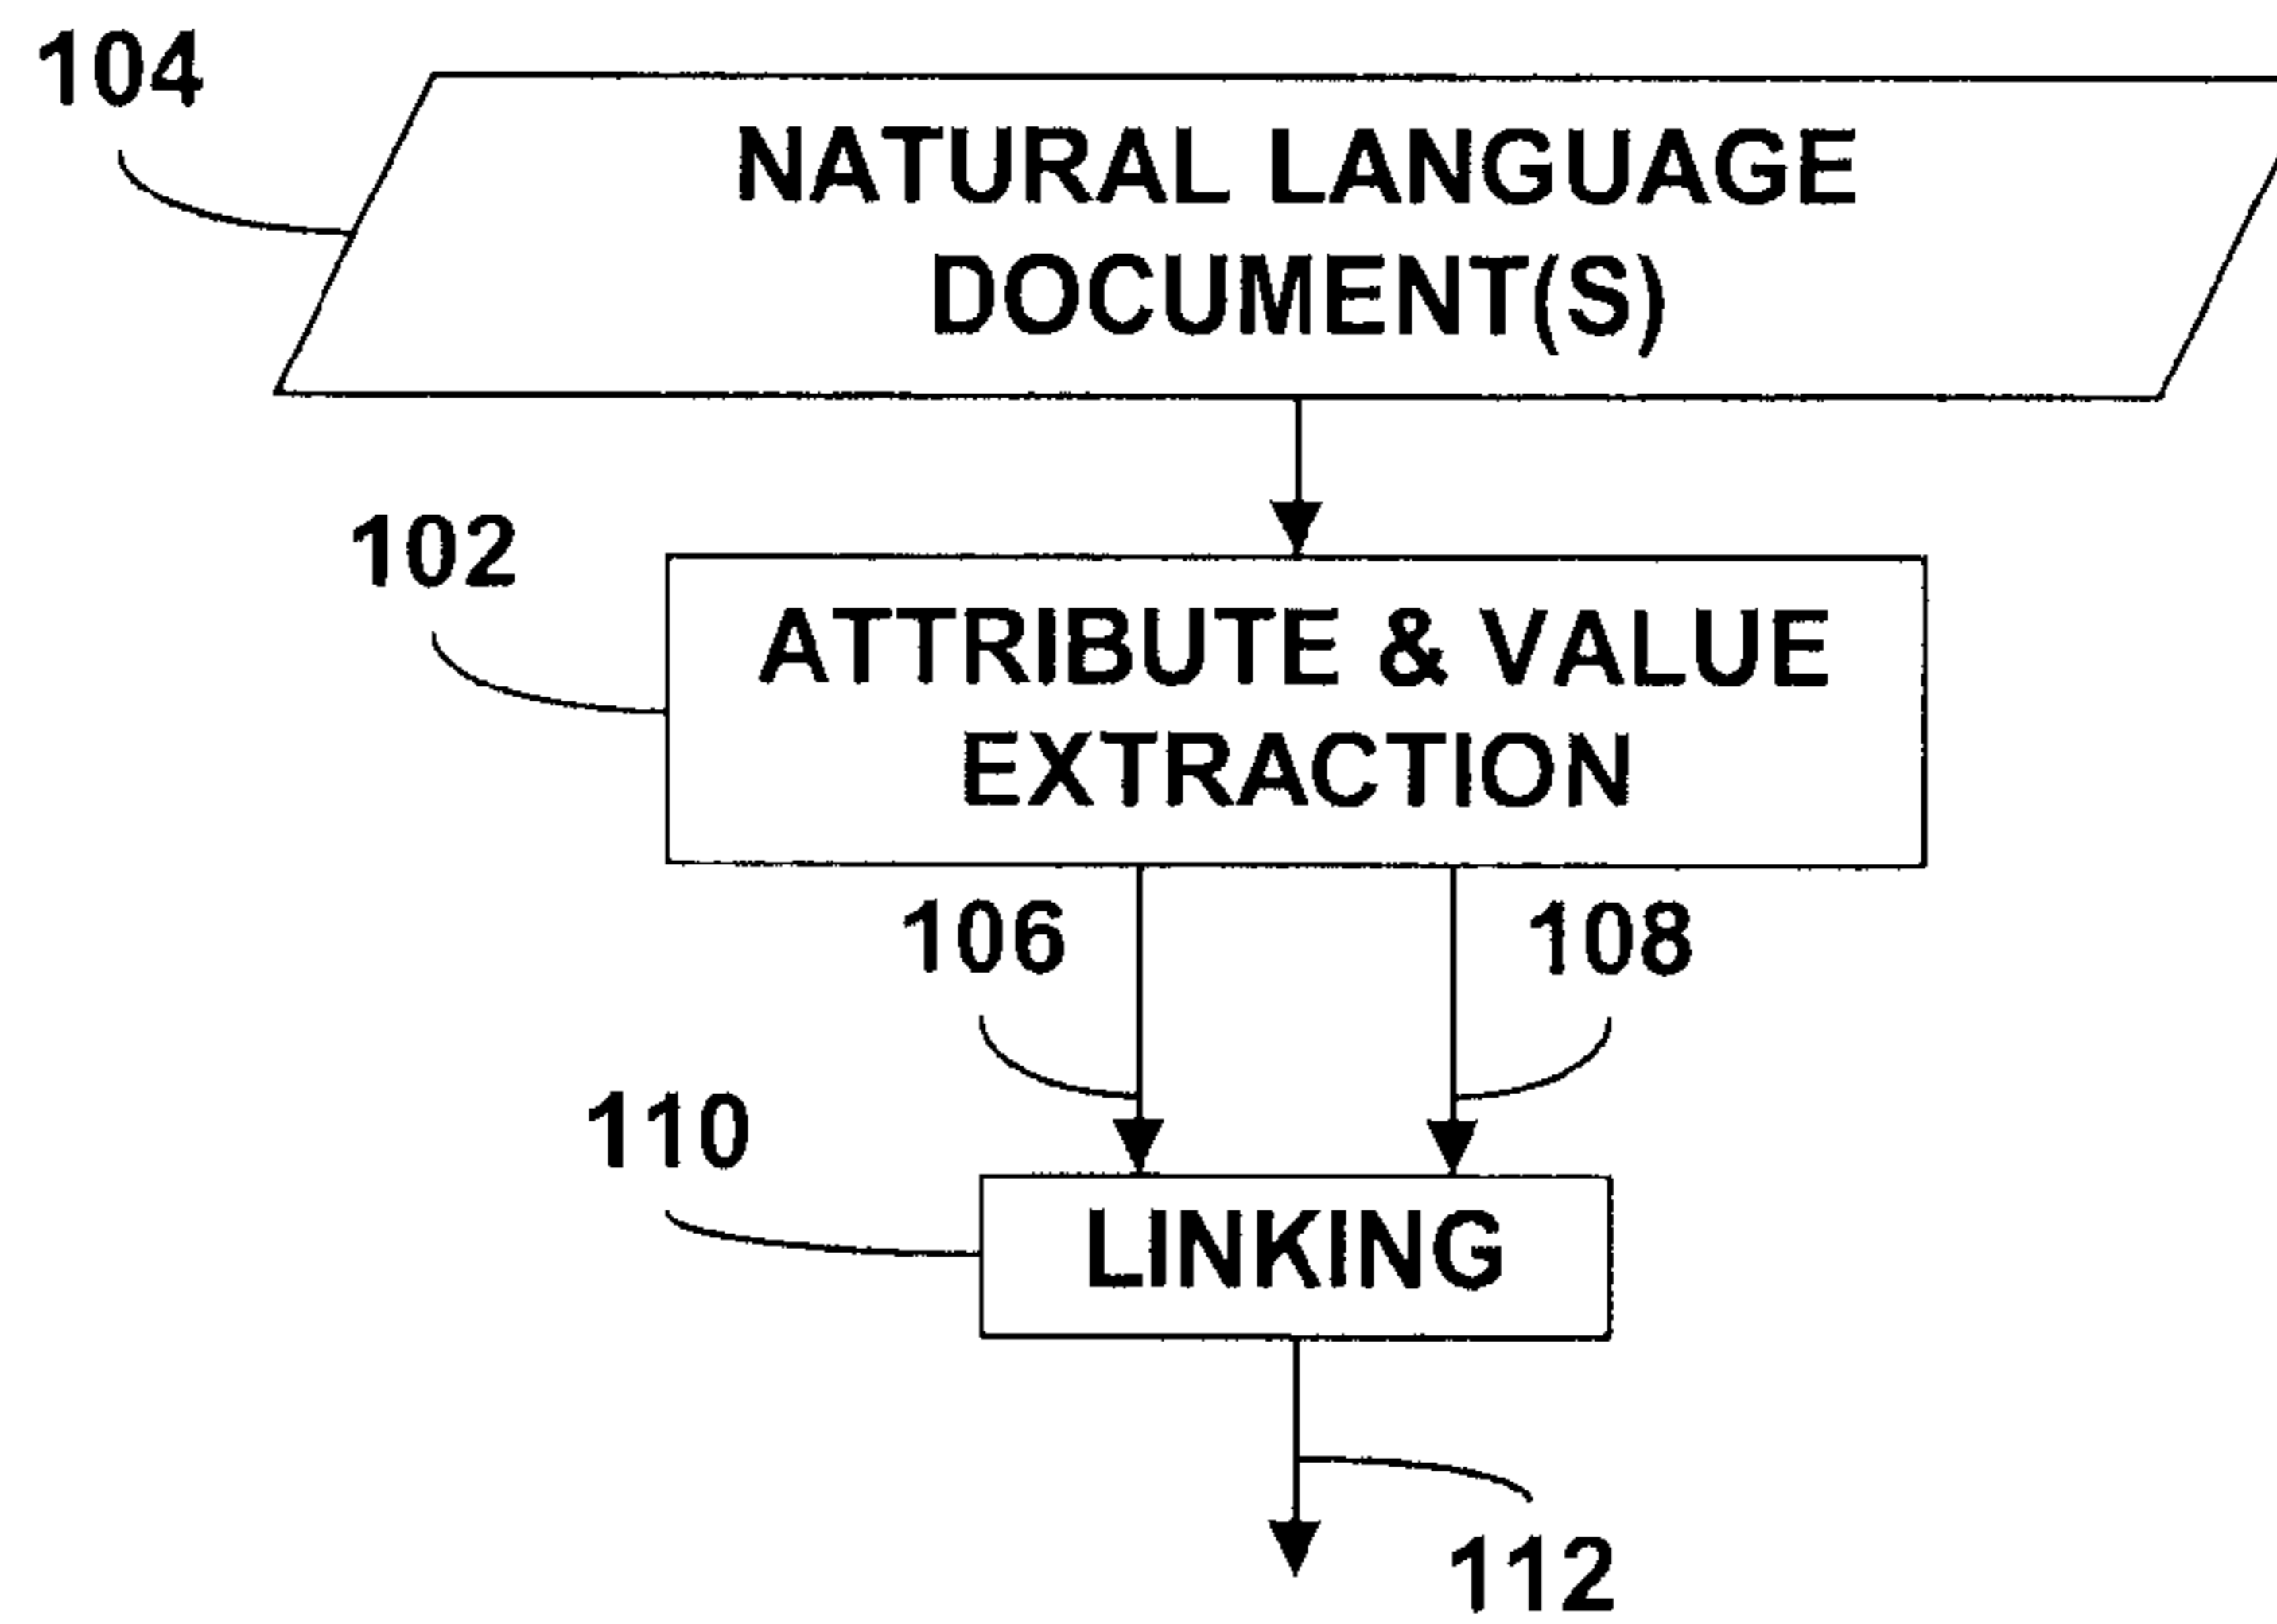 104
NATURAL LANGUAGE
DOCUMENT(S)
102
ATTRIBUTE & VALUE
EXTRACTION
106
108
110
LINKING
112